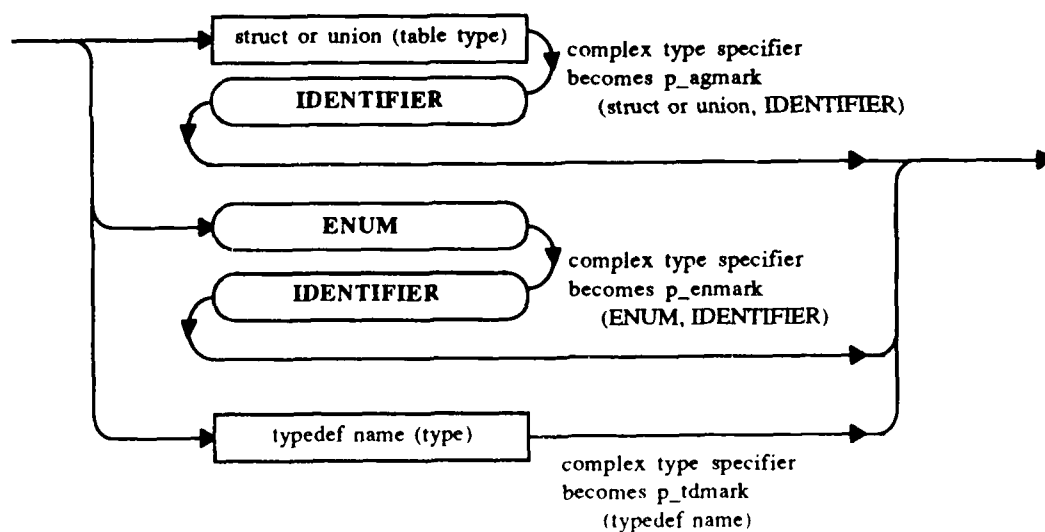 struct or union (table type)
complex type specifier
becomes p_agmark
(struct or union, IDENTIFIER)
IDENTIFIER
ENUM
complex type specifier
becomes p_enmark
(ENUM, IDENTIFIER)
IDENTIFIER
typedef name (type)
complex type specifier
becomes p_tdmark
(typedef name)